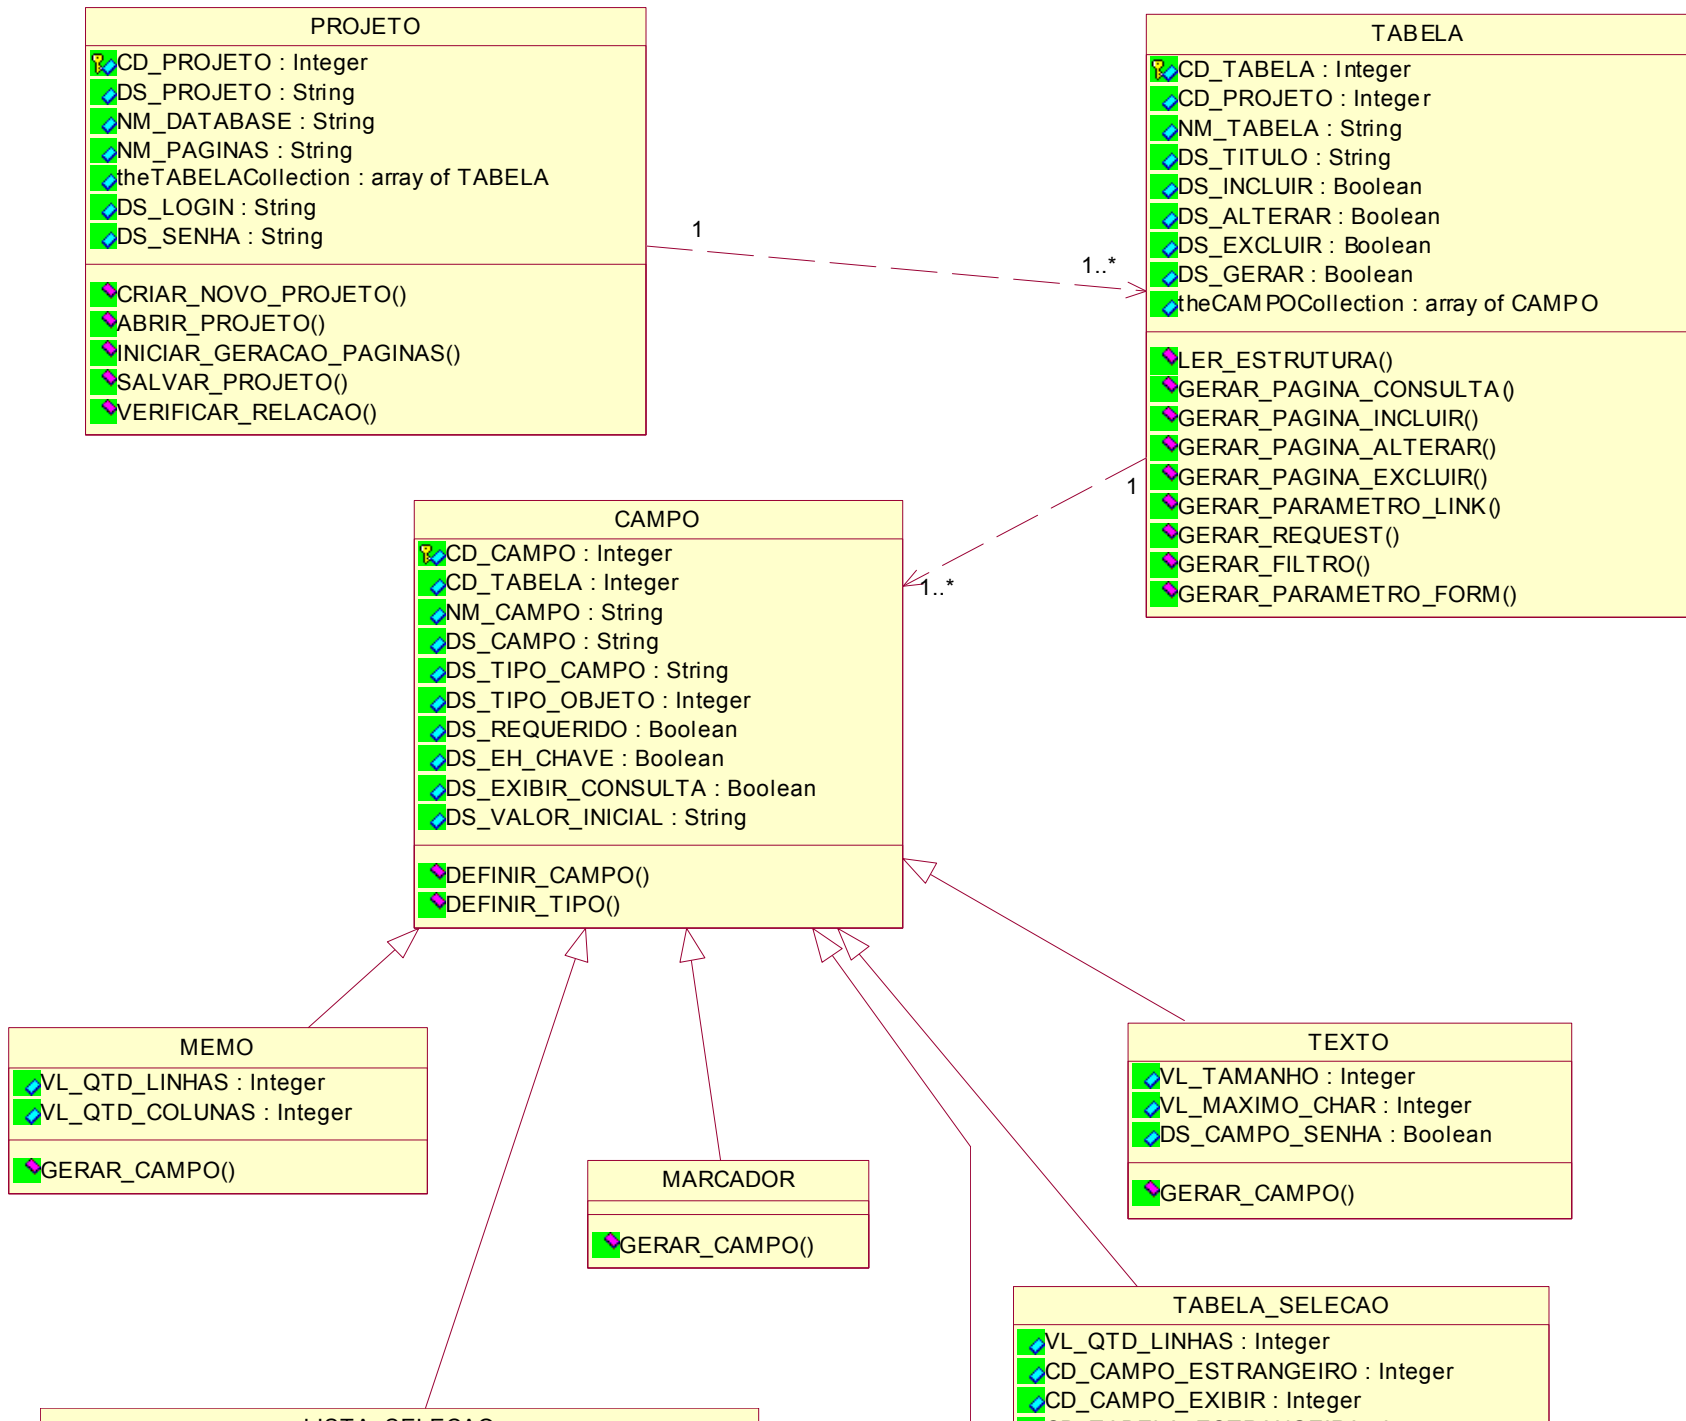 PROJETO
CD_PROJETO : Integer
DS_PROJETO : String
NM_DATABASE : String
NM_PAGINAS : String
theTABELACollection : array of TABELA
DS_LOGIN : String
DS_SENHA : String
CRIAR_NOVO_PROJETO()
ABRIR_PROJETO()
INICIAR_GERACAO_PAGINAS()
SALVAR_PROJETO()
VERIFICAR_RELACAO()
1
1..*
TABELA
CD_TABELA : Integer
CD_PROJETO : Integer
NM_TABELA : String
DS_TITULO : String
DS_INCLUIR : Boolean
DS_ALTERAR : Boolean
DS_EXCLUIR : Boolean
DS_GERAR : Boolean
theCAMPOCollection : array of CAMPO
LER_ESTRUTURA()
GERAR_PAGINA_CONSULTA()
GERAR_PAGINA_INCLUIR()
GERAR_PAGINA_ALTERAR()
GERAR_PAGINA_EXCLUIR()
GERAR_PARAMETRO_LINK()
GERAR_REQUEST()
GERAR_FILTRO()
GERAR_PARAMETRO_FORM()
1
1..*
CAMPO
CD_CAMPO : Integer
CD_TABELA : Integer
NM_CAMPO : String
DS_CAMPO : String
DS_TIPO_CAMPO : String
DS_TIPO_OBJETO : Integer
DS_REQUERIDO : Boolean
DS_EH_CHAVE : Boolean
DS_EXIBIR_CONSULTA : Boolean
DS_VALOR_INICIAL : String
DEFINIR_CAMPO()
DEFINIR_TIPO()
MEMO
VL_QTD_LINHAS : Integer
VL_QTD_COLUNAS : Integer
GERAR_CAMPO()
MARCADOR
GERAR_CAMPO()
TEXTO
VL_TAMANHO : Integer
VL_MAXIMO_CHAR : Integer
DS_CAMPO_SENHA : Boolean
GERAR_CAMPO()
TABELA_SELECAO
VL_QTD_LINHAS : Integer
CD_CAMPO_ESTRANGEIRO : Integer
CD_CAMPO_EXIBIR : Integer
LISTA_SELECAO